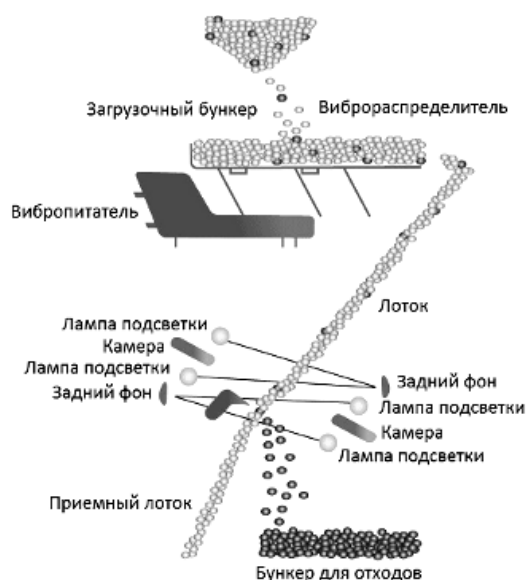 Загрузочный бункер
Виброраспределитель
Вибропитатель
Лоток
Лампа подсветки
Камера
Лампа подсветки
Задний фон
Задний фон
Лампа подсветки
Камера
Лампа подсветки
Приемный лоток
Бункер для отходов